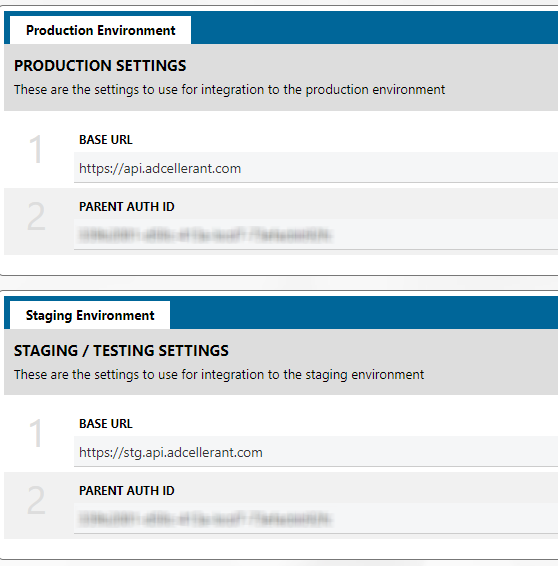 Production Environment
PRODUCTION SETTINGS
These are the settings to use for integration to the production environment
1
BASE URL
https://api.adcellerant.com
2
PARENT AUTH ID
Staging Environment
STAGING / TESTING SETTINGS
These are the settings to use for integration to the staging environment
1
BASE URL
https://stg.api.adcellerant.com
2
PARENT AUTH ID